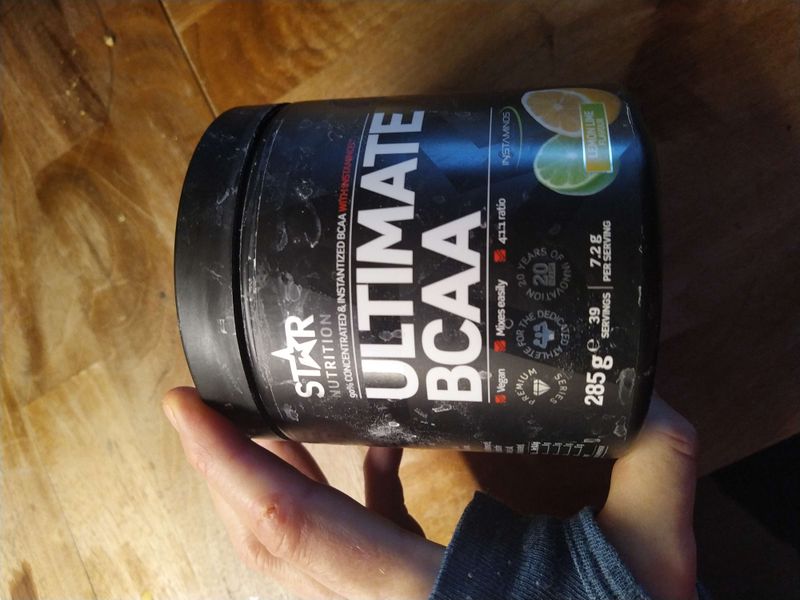 STAR
NUTRITION
90% CONCENTRATED & INSTANTIZED BCAA WITH INSTAMINOS
ULTIMATE
BCAA
Vegan
Mixes easily
4:1:1 ratio
INSTAMINOS
PREMIUM SERIES
FOR THE DEDICATED ATHLETE
20 YEARS OF INNOVATION
20
LEMON LIME
FLAVOUR
285 g e
39
SERVINGS
7.2 g
PER SERVING